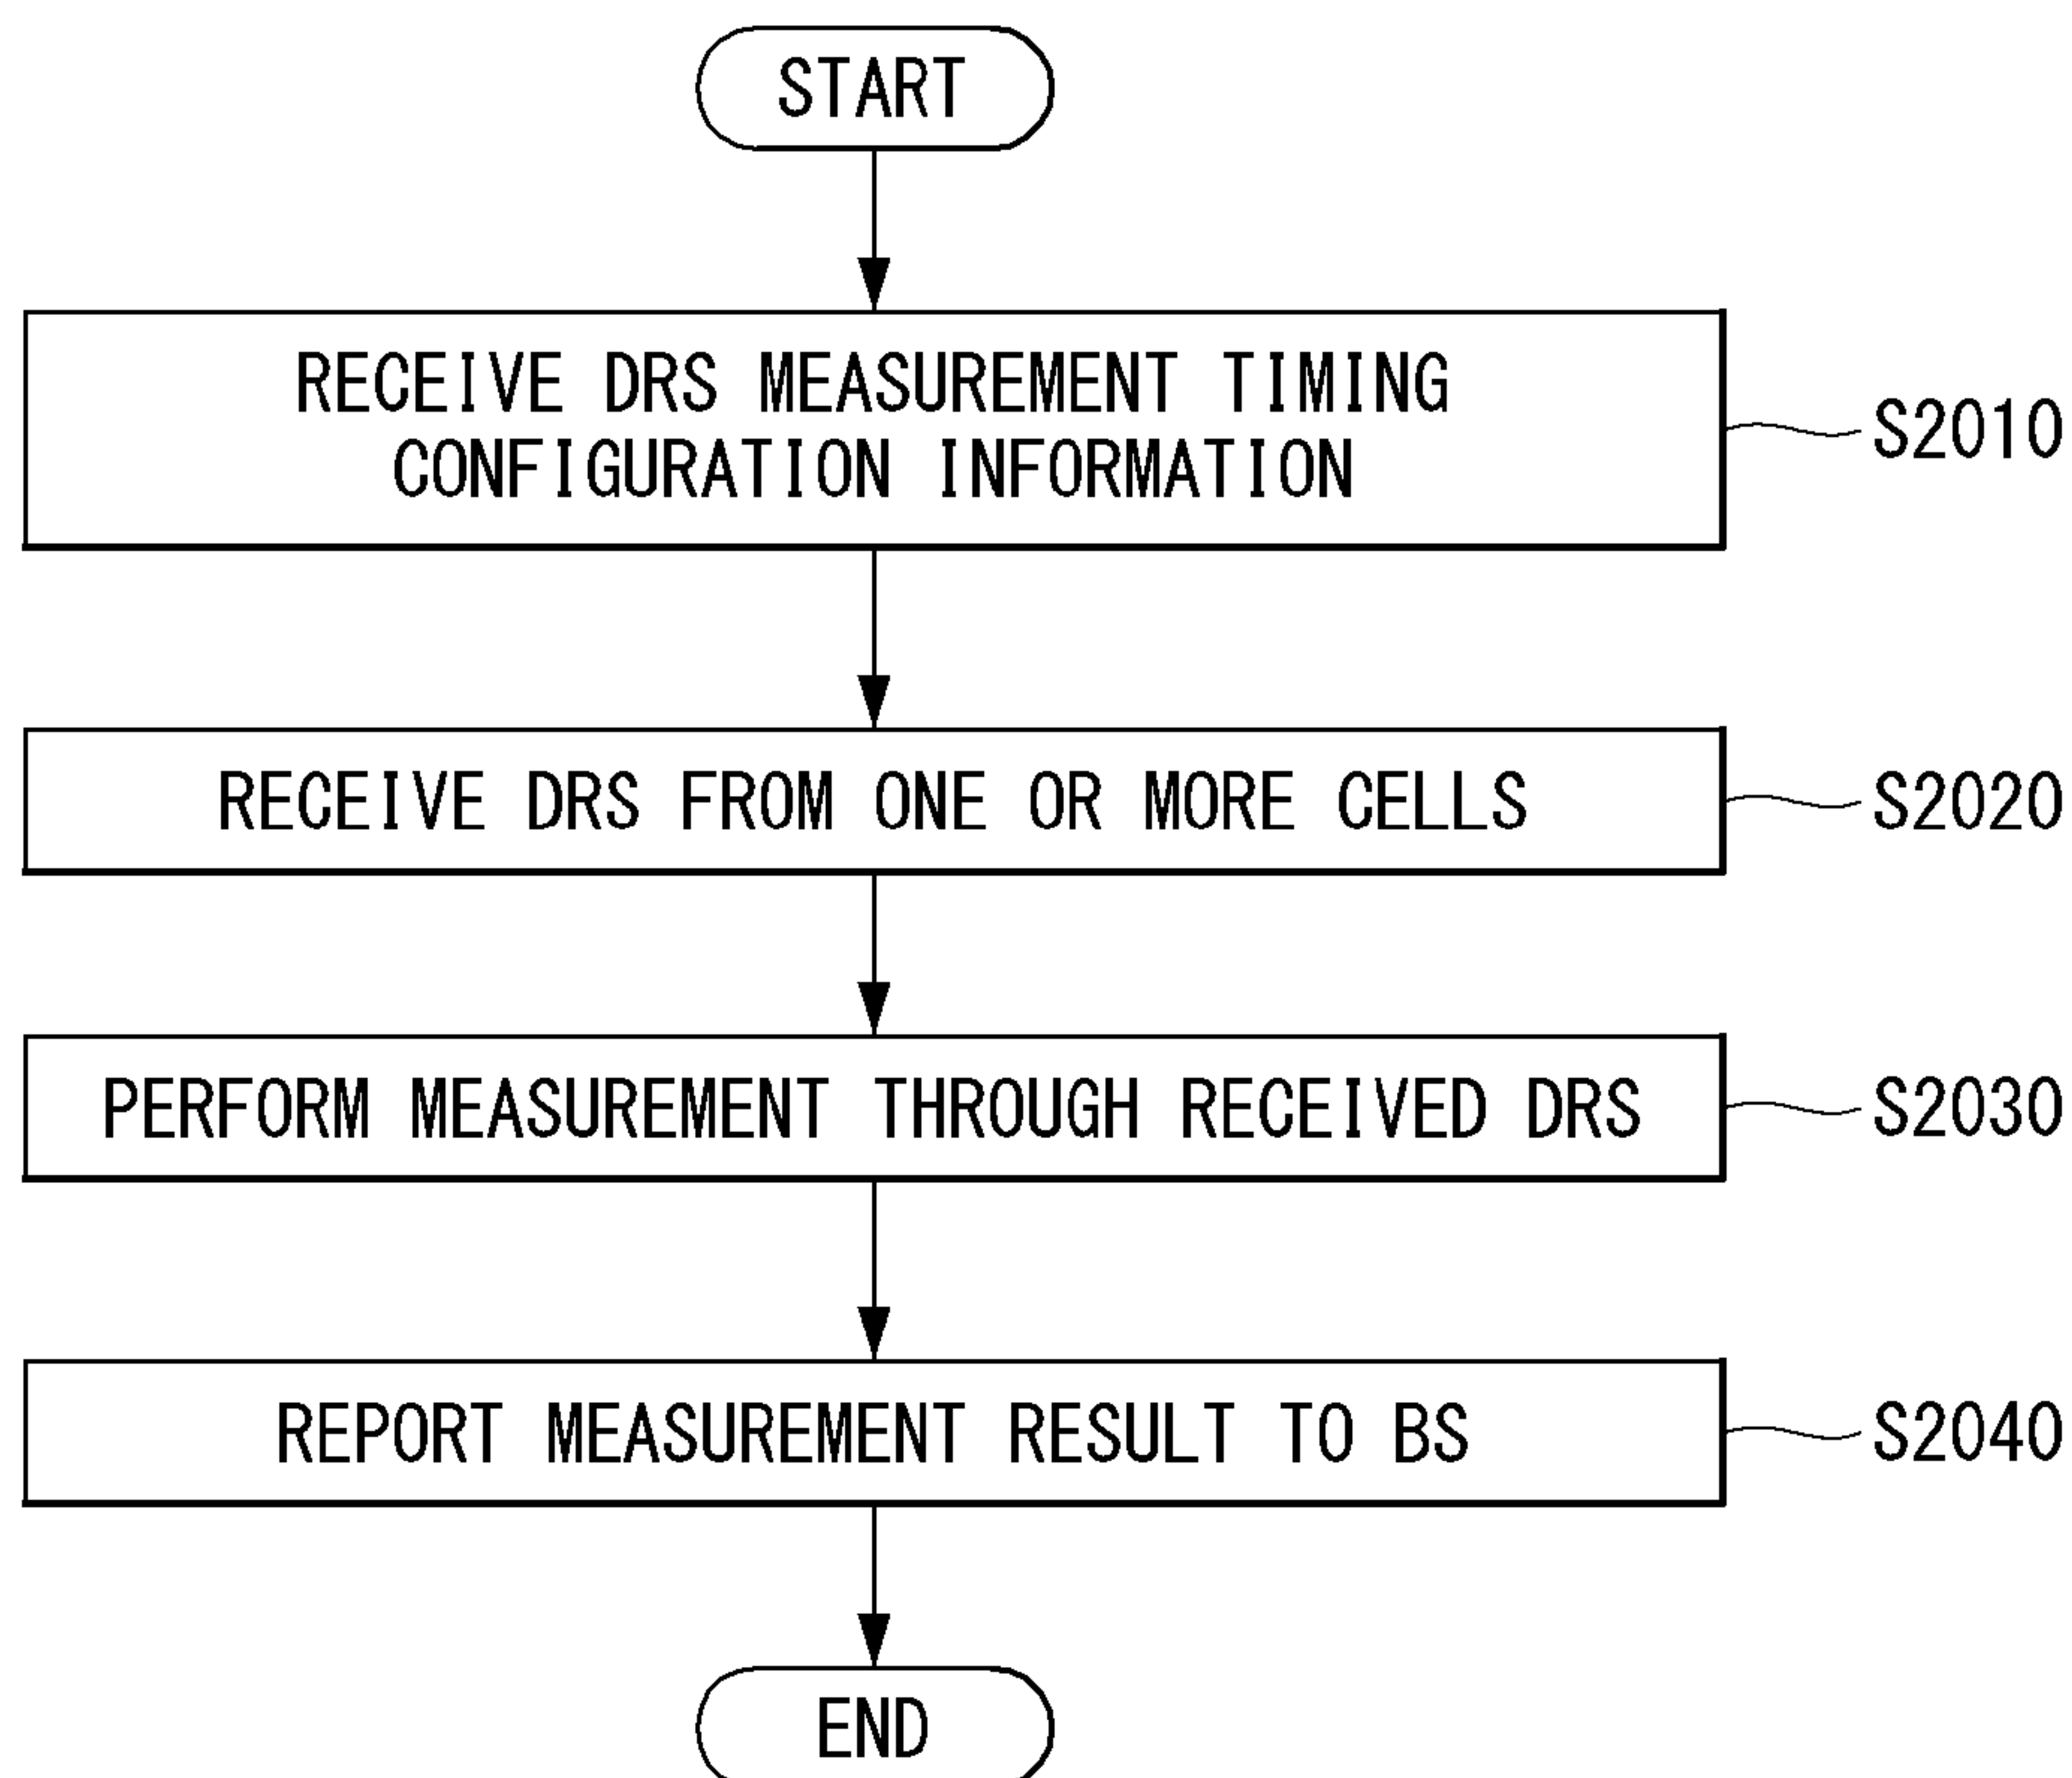 START
RECEIVE DRS MEASUREMENT TIMING
CONFIGURATION INFORMATION
S2010
RECEIVE DRS FROM ONE OR MORE CELLS
S2020
PERFORM MEASUREMENT THROUGH RECEIVED DRS
S2030
REPORT MEASUREMENT RESULT TO BS
S2040
END